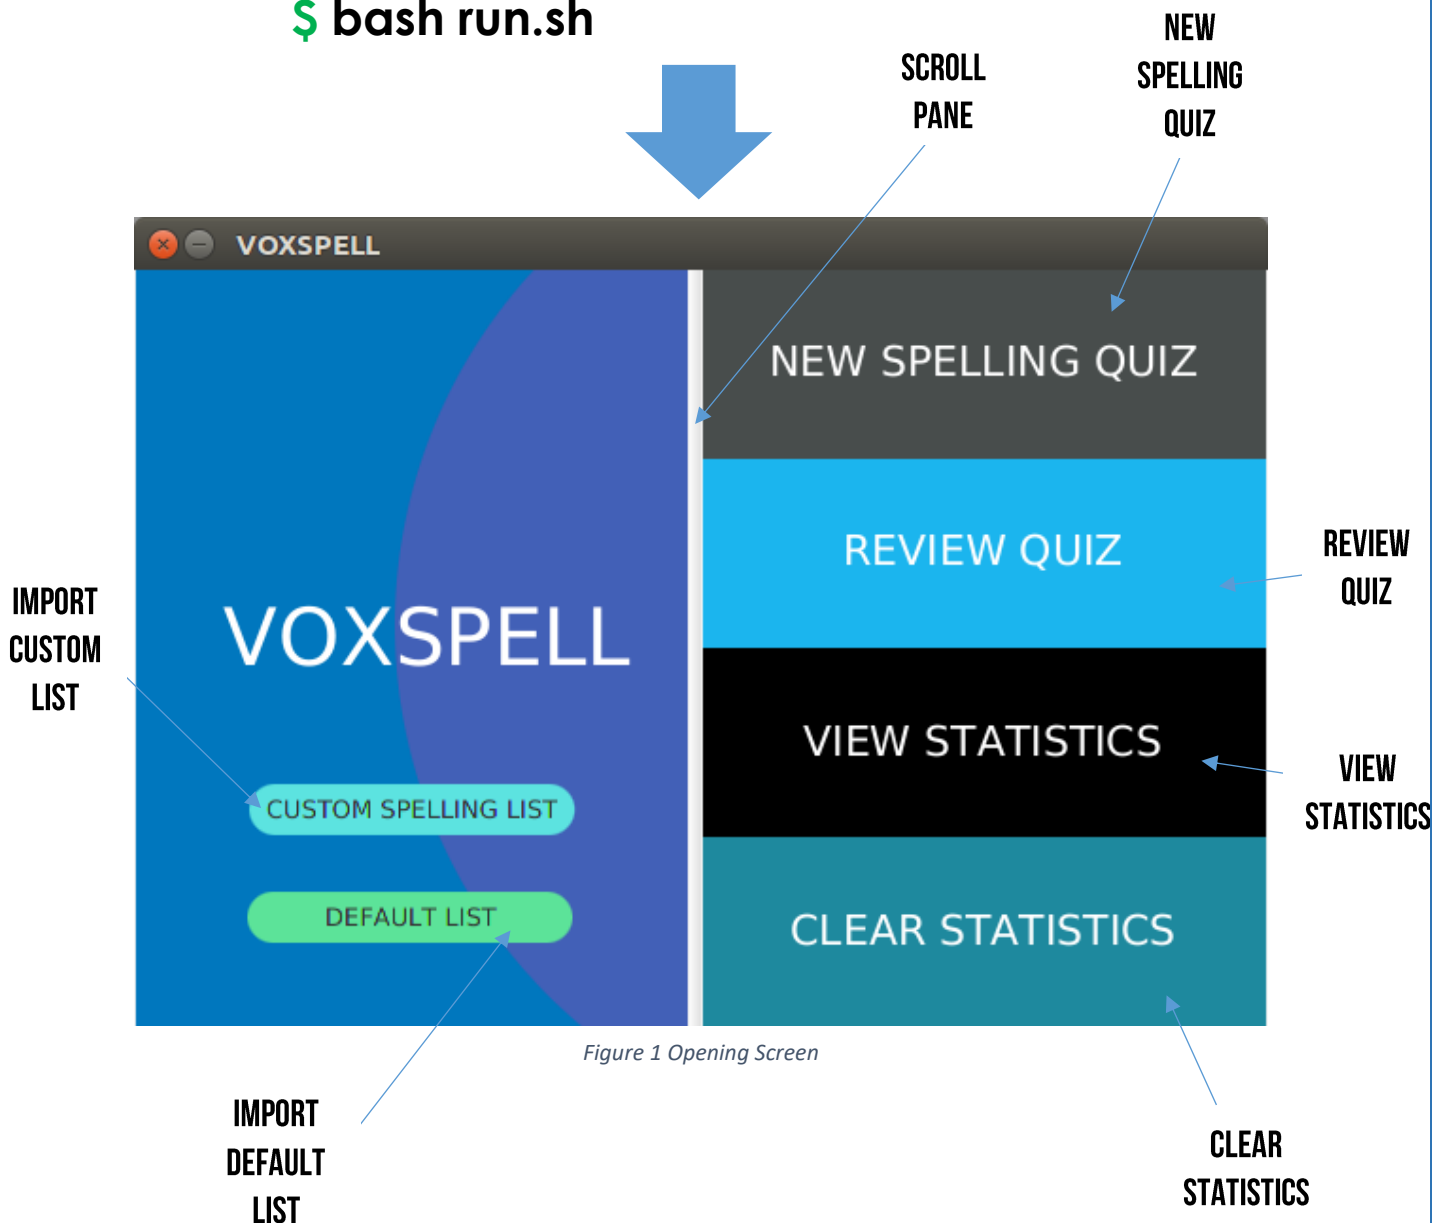 $ bash run.sh
SCROLL
PANE
NEW
SPELLING
QUIZ
VOXSPELL
NEW SPELLING QUIZ
REVIEW QUIZ
REVIEW
QUIZ
IMPORT
CUSTOM
LIST
VOXSPELL
VIEW STATISTICS
VIEW
STATISTICS
CUSTOM SPELLING LIST
DEFAULT LIST
CLEAR STATISTICS
Figure 1 Opening Screen
IMPORT
DEFAULT
LIST
CLEAR
STATISTICS